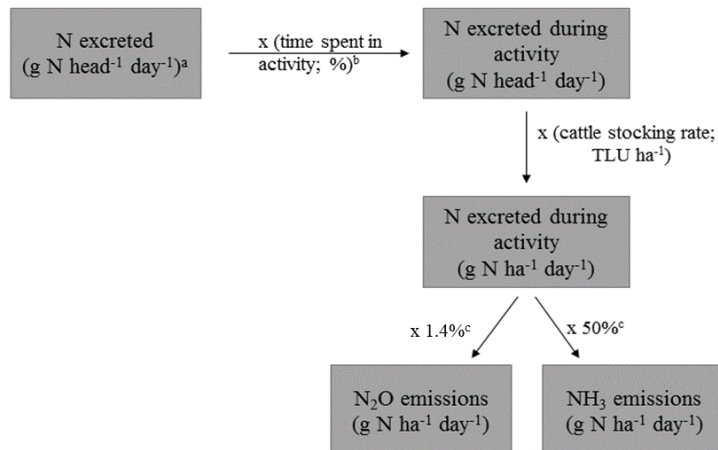 N excreted
(g N head⁻¹ day⁻¹)ᵃ
x (time spent in
activity; %)ᵇ
N excreted during
activity
(g N head⁻¹ day⁻¹)
x (cattle stocking rate;
TLU ha⁻¹)
N excreted during
activity
(g N ha⁻¹ day⁻¹)
x 1.4%ᶜ
x 50%ᶜ
N₂O emissions
(g N ha⁻¹ day⁻¹)
NH₃ emissions
(g N ha⁻¹ day⁻¹)